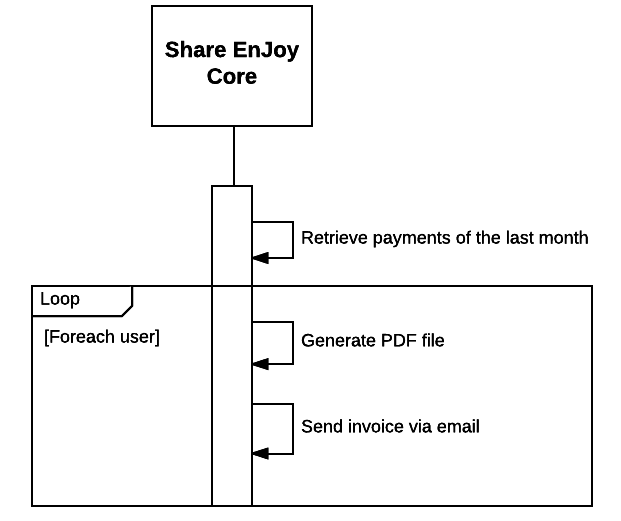 Share EnJoy
Core
Retrieve payments of the last month
Loop
[Foreach user]
Generate PDF file
Send invoice via email